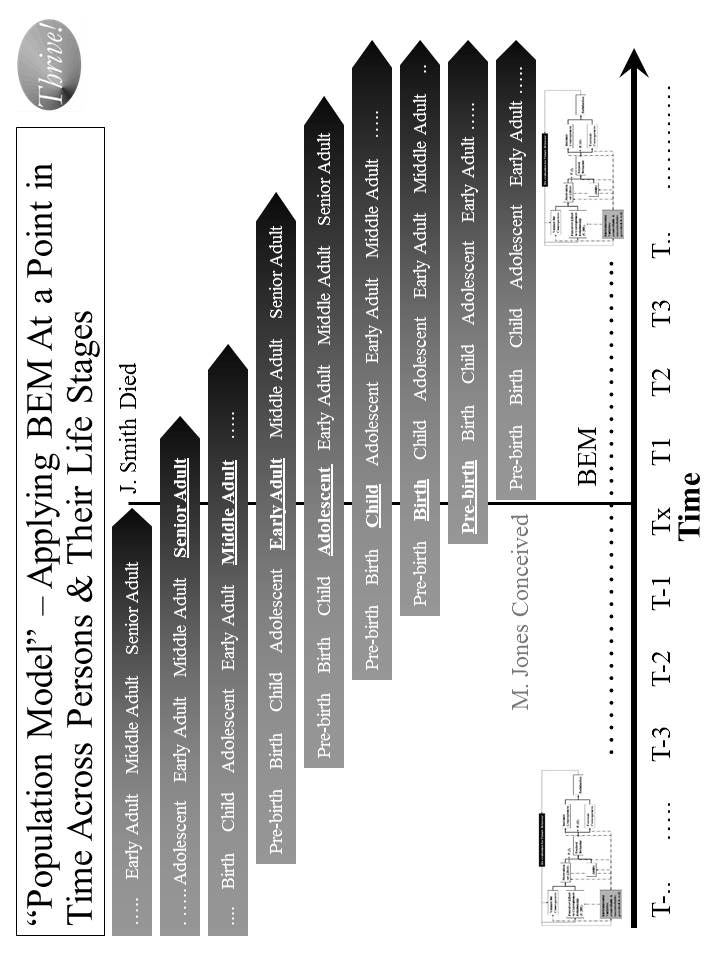 Thrive!
“Population Model” – Applying BEM At a Point in
Time Across Persons & Their Life Stages
J. Smith Died
..... Early Adult Middle Adult Senior Adult
......Adolescent Early Adult Middle Adult Senior Adult
.... Birth Child Adolescent Early Adult Middle Adult .....
Pre-birth Birth Child Adolescent Early Adult Middle Adult Senior Adult
Pre-birth Birth Child Adolescent Early Adult Middle Adult Senior Adult
Pre-birth Birth Child Adolescent Early Adult Middle Adult .....
Pre-birth Birth Child Adolescent Early Adult Middle Adult ..
Pre-birth Birth Child Adolescent Early Adult .....
Pre-birth Birth Child Adolescent Early Adult .....
M. Jones Conceived
BEM
T-.. ..... T-3 T-2 T-1 Tx T1 T2 T3 T.. ...........
Time